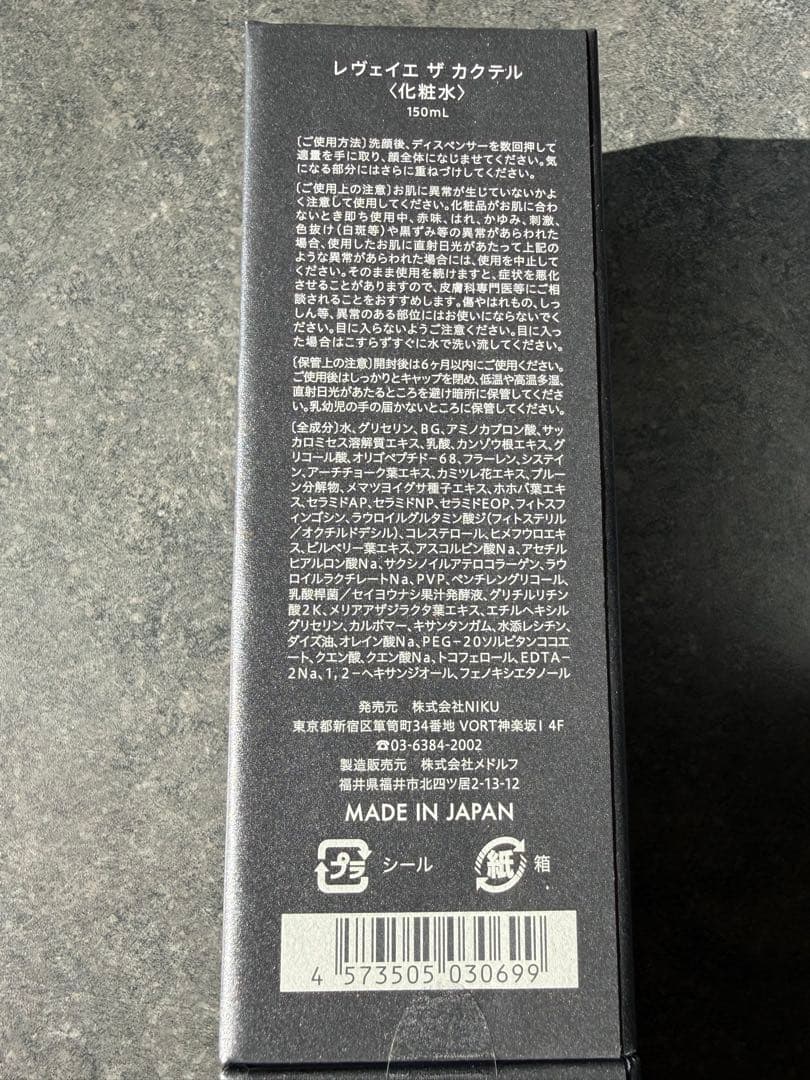 レヴェイエ ザ カクテル
〈化粧水〉
150mL
〔ご使用方法〕洗顔後、ディスペンサーを数回押して
適量を手に取り、顔全体になじませてください。気
になる部分にはさらに重ねづけしてください。
〔ご使用上の注意〕お肌に異常が生じていないかよ
く注意して使用してください。化粧品がお肌に合わ
ないとき即ち使用中、赤味、はれ、かゆみ、刺激、
色抜け(白斑等)や黒ずみ等の異常があらわれた
場合、使用したお肌に直射日光があたって上記の
ような異常があらわれた場合には、使用を中止して
ください。そのまま使用を続けますと、症状を悪化
させることがありますので、皮膚科専門医等にご相
談されることをおすすめします。傷やはれもの、しっ
しん等、異常のある部位にはお使いにならないでく
ださい。目に入らないようご注意ください。目に入っ
た場合はこすらずすぐに水で洗い流してください。
〔保管上の注意〕開封後は6ヶ月以内にご使用ください。
ご使用後はしっかりとキャップを閉め、低温や高温多湿、
直射日光があたるところを避け暗所に保管してくださ
い。乳幼児の手の届かないところに保管してください。
〔全成分〕水、グリセリン、BG、アミノカプロン酸、サッ
カロミセス溶解質エキス、乳酸、カンゾウ根エキス、グ
リコール酸、オリゴペプチド-68、フラーレン、システイ
ン、アーチチョーク葉エキス、カミツレ花エキス、プルー
ン分解物、メマツヨイグサ種子エキス、ホホバ葉エキ
ス、セラミドAP、セラミドNP、セラミドEOP、フィトスフ
ィンゴシン、ラウロイルグルタミン酸ジ(フィトステリル
/オクチルドデシル)、コレステロール、ヒメフウロエキ
ス、ビルベリー葉エキス、アスコルビン酸Na、アセチル
ヒアルロン酸Na、サクシノイルアテロコラーゲン、ラウ
ロイルラクチレートNa、PVP、ペンチレングリコール、
乳酸桿菌/セイヨウナシ果汁発酵液、グリチルリチン
酸2K、メリアアザジラクタ葉エキス、エチルヘキシル
グリセリン、カルボマー、キサンタンガム、水添レシチン、
ダイズ油、オレイン酸Na、PEG-20ソルビタンココエ
ート、クエン酸、クエン酸Na、トコフェロール、EDTA-
2Na、1,2-ヘキサンジオール、フェノキシエタノール
発売元 株式会社NIKU
東京都新宿区箪笥町34番地 VORT神楽坂I 4F
☎03-6384-2002
製造販売元 株式会社メドルフ
福井県福井市北四ツ居2-13-12
MADE IN JAPAN
プラ シール 紙 箱
4 573505 030699